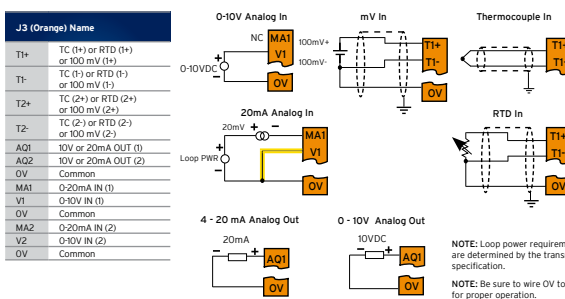 J3 (Orange) Name
T1+ TC (1+) or RTD (1+)
or 100 mV (1+)
T1- TC (1-) or RTD (1-)
or 100 mV (1-)
T2+ TC (2+) or RTD (2+)
or 100 mV (2+)
T2- TC (2-) or RTD (2-)
or 100 mV (2-)
AQ1 10V or 20mA OUT (1)
AQ2 10V or 20mA OUT (2)
0V Common
MA1 0-20mA IN (1)
V1 0-10V IN (1)
0V Common
MA2 0-20mA IN (2)
V2 0-10V IN (2)
0V Common
0-10V Analog In
NC MA1
V1
0-10VDC
+
−
0V
mV In
100mV+ T1+
100mV- T1-
0V
Thermocouple In
T1+
T1-
20mA Analog In
20mV + − MA1
V1
Loop PWR
+
−
0V
RTD In
T1+
T1-
0V
4 - 20 mA Analog Out
20mA
− + AQ1
0V
0 - 10V Analog Out
10VDC
− + AQ1
0V
NOTE: Loop power
are determined by the
specification.
NOTE: Be sure to wire 0V to
for proper operation.